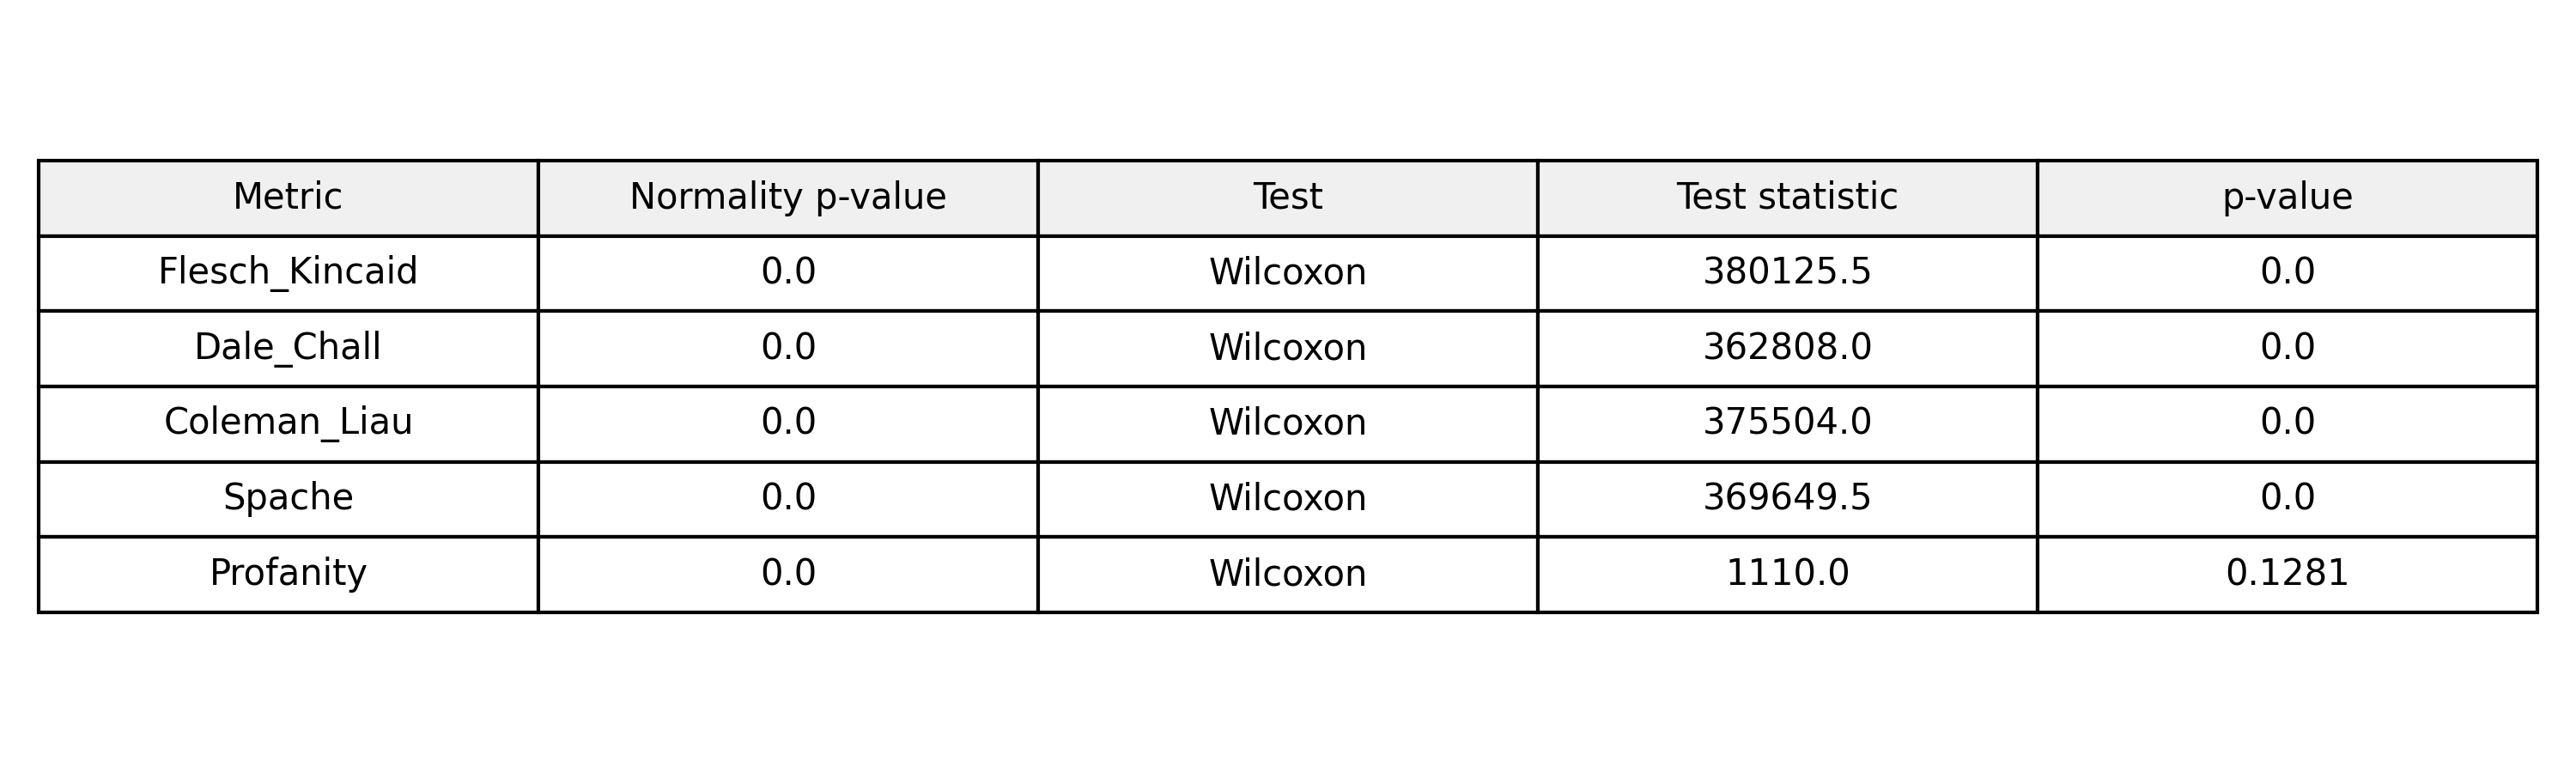 Metric Normality p-value Test Test statistic p-value
Flesch_Kincaid 0.0 Wilcoxon 380125.5 0.0
Dale_Chall 0.0 Wilcoxon 362808.0 0.0
Coleman_Liau 0.0 Wilcoxon 375504.0 0.0
Spache 0.0 Wilcoxon 369649.5 0.0
Profanity 0.0 Wilcoxon 1110.0 0.1281